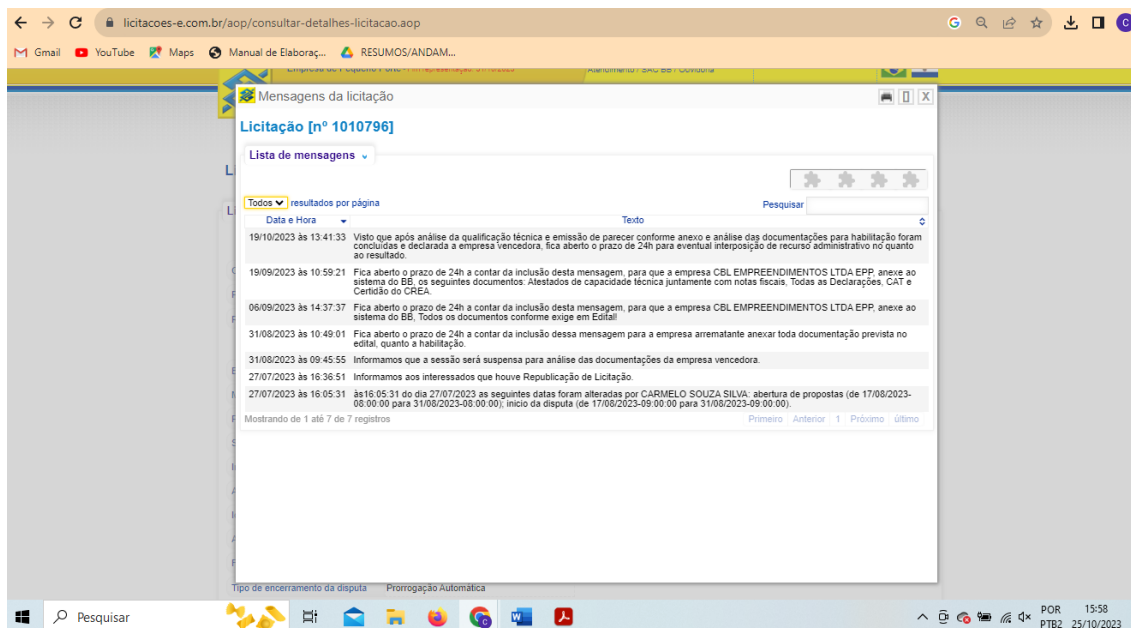 licitacoes-e.com.br/aop/consultar-detalhes-licitacao.aop
Gmail YouTube Maps Manual de Elaboraç... RESUMOS/ANDAM...
Mensagens da licitação
X
Licitação [nº 1010796]
Lista de mensagens
Todos resultados por página
Pesquisar
Data e Hora Texto
19/10/2023 às 13:41:33 Visto que após análise da qualificação técnica e emissão de parecer conforme anexo e análise das documentações para habilitação foram
concluídas e declarada a empresa vencedora, fica aberto o prazo de 24h para eventual interposição de recurso administrativo no quanto
ao resultado.
19/09/2023 às 10:59:21 Fica aberto o prazo de 24h a contar da inclusão desta mensagem, para que a empresa CBL EMPREENDIMENTOS LTDA EPP, anexe ao
sistema do BB, os seguintes documentos: Atestados de capacidade técnica juntamente com notas fiscais, Todas as Declarações, CAT e
Certidão do CREA.
06/09/2023 às 14:37:37 Fica aberto o prazo de 24h a contar da inclusão desta mensagem, para que a empresa CBL EMPREENDIMENTOS LTDA EPP, anexe ao
sistema do BB, Todos os documentos conforme exige em Edital!
31/08/2023 às 10:49:01 Fica aberto o prazo de 24h a contar da inclusão dessa mensagem para a empresa arrematante anexar toda documentação prevista no
edital, quanto a habilitação.
31/08/2023 às 09:45:55 Informamos que a sessão será suspensa para análise das documentações da empresa vencedora.
27/07/2023 às 16:36:51 Informamos aos interessados que houve Republicação de Licitação.
27/07/2023 às 16:05:31 às16:05:31 do dia 27/07/2023 as seguintes datas foram alteradas por CARMELO SOUZA SILVA: abertura de propostas (de 17/08/2023-
08:00:00 para 31/08/2023-08:00:00); inicio da disputa (de 17/08/2023-09:00:00 para 31/08/2023-09:00:00).
Mostrando de 1 até 7 de 7 registros
Primeiro Anterior 1 Próximo último
Tipo de encerramento da disputa Prorrogação Automática
Pesquisar
POR 15:58
PTB2 25/10/2023